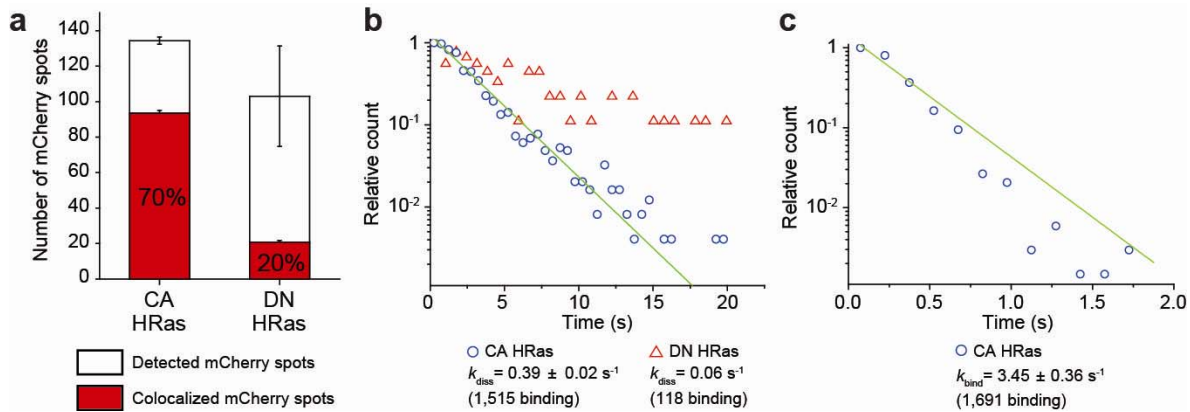 a
Number of mCherry spots
140
120
100
80
60
40
20
0
70%
20%
CA
HRas
DN
HRas
Detected mCherry spots
Colocalized mCherry spots
b
Relative count
1
10⁻¹
10⁻²
0
5
10
15
20
Time (s)
CA HRas
k_diss = 0.39 ± 0.02 s⁻¹
(1,515 binding)
DN HRas
k_diss = 0.06 s⁻¹
(118 binding)
c
Relative count
1
10⁻¹
10⁻²
0.0
0.5
1.0
1.5
2.0
Time (s)
CA HRas
k_bind = 3.45 ± 0.36 s⁻¹
(1,691 binding)